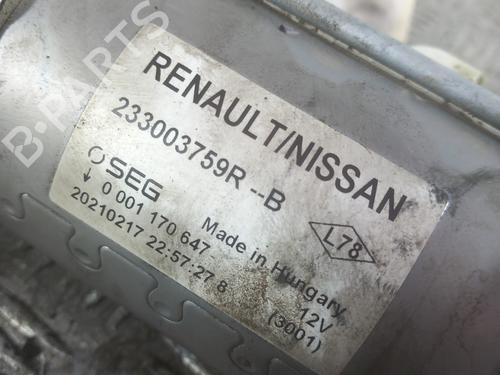 B-PARTS
RENAULT/NISSAN
233003759R --B
SEG
0 001 170 647
Made in Hungary
20210217 22:57:27 8
12V
(3001)
L78